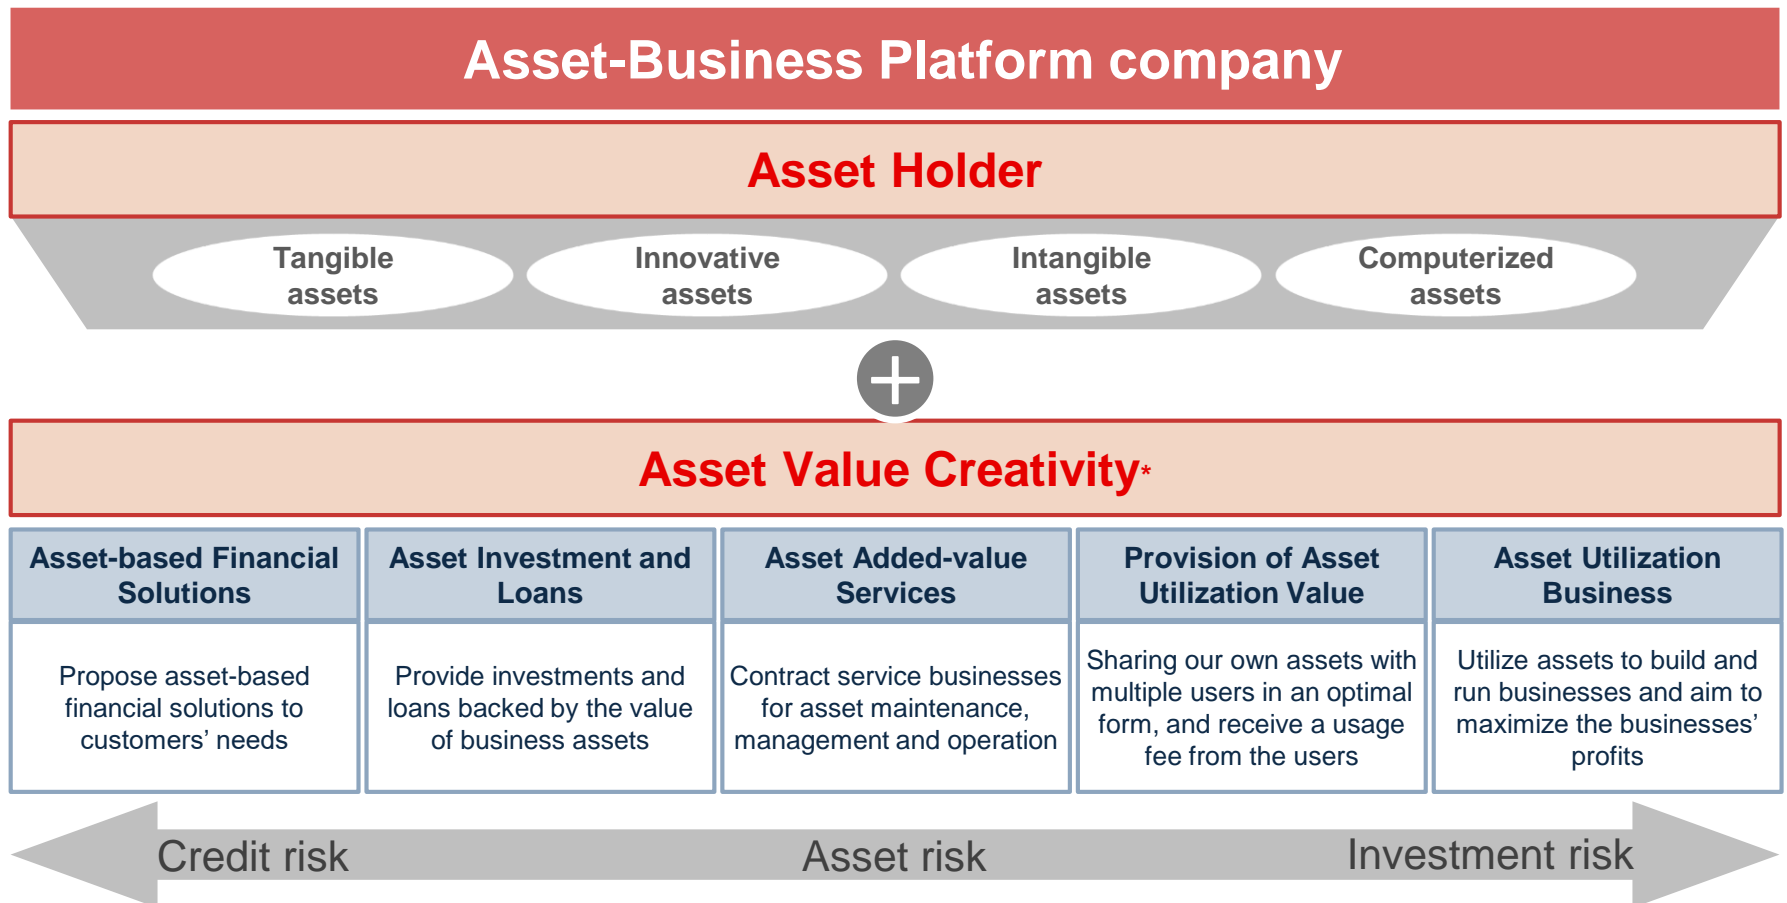 Asset-Business Platform company
Asset Holder
Tangible
assets
Innovative
assets
Intangible
assets
Computerized
assets
Asset Value Creativity*
Asset-based Financial
Solutions
Propose asset-based
financial solutions to
customers’ needs
Asset Investment and
Loans
Provide investments and
loans backed by the value
of business assets
Asset Added-value
Services
Contract service businesses
for asset maintenance,
management and operation
Provision of Asset
Utilization Value
Sharing our own assets with
multiple users in an optimal
form, and receive a usage
fee from the users
Asset Utilization
Business
Utilize assets to build and
run businesses and aim to
maximize the businesses’
profits
Credit risk
Asset risk
Investment risk